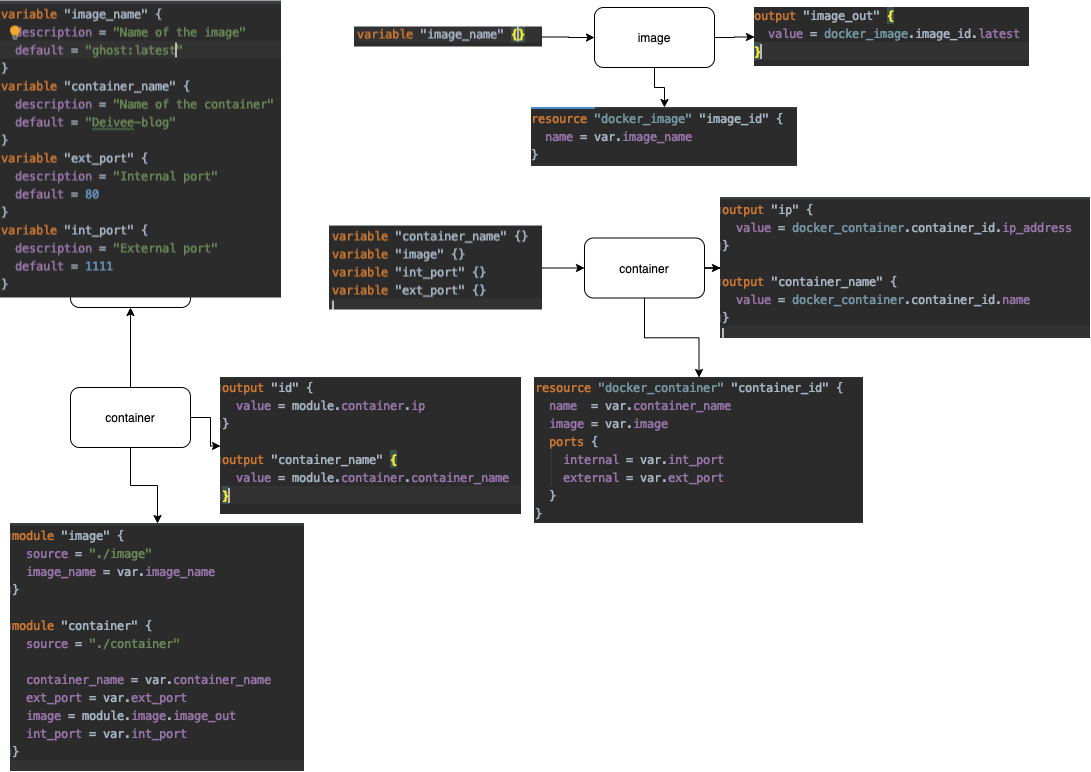 variable "image_name" {
description = "Name of the image"
default = "ghost:latest"
}
variable "container_name" {
description = "Name of the container"
default = "Deivee-blog"
}
variable "ext_port" {
description = "Internal port"
default = 80
}
variable "int_port" {
description = "External port"
default = 1111
}
variable "image_name" {}
image
output "image_out" {
value = docker_image.image_id.latest
}
resource "docker_image" "image_id" {
name = var.image_name
}
variable "container_name" {}
variable "image" {}
variable "int_port" {}
variable "ext_port" {}
container
output "ip" {
value = docker_container.container_id.ip_address
}
output "container_name" {
value = docker_container.container_id.name
}
resource "docker_container" "container_id" {
name = var.container_name
image = var.image
ports {
internal = var.int_port
external = var.ext_port
}
}
container
output "id" {
value = module.container.ip
}
output "container_name" {
value = module.container.container_name
}
module "image" {
source = "./image"
image_name = var.image_name
}
module "container" {
source = "./container"
container_name = var.container_name
ext_port = var.ext_port
image = module.image.image_out
int_port = var.int_port
}